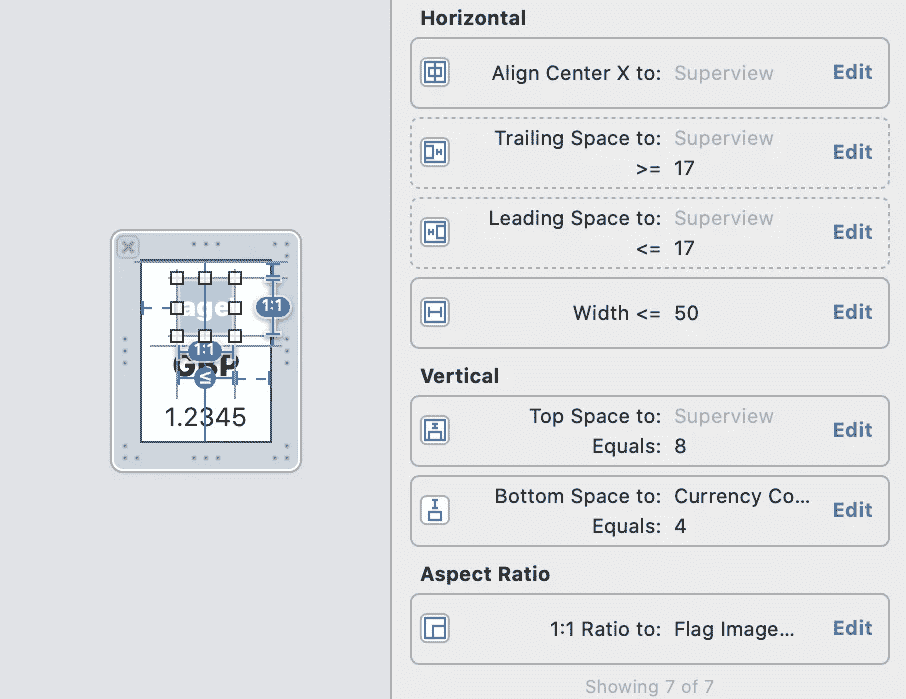 Horizontal
Align Center X to: Superview Edit
Trailing Space to: Superview
>= 17
Edit
Leading Space to: Superview
<= 17
Edit
Width <= 50 Edit
Vertical
Top Space to: Superview
Equals: 8
Edit
Bottom Space to: Currency Co...
Equals: 4
Edit
Aspect Ratio
1:1 Ratio to: Flag Image... Edit
Showing 7 of 7
age
1:1
1:1
GBP
1.2345